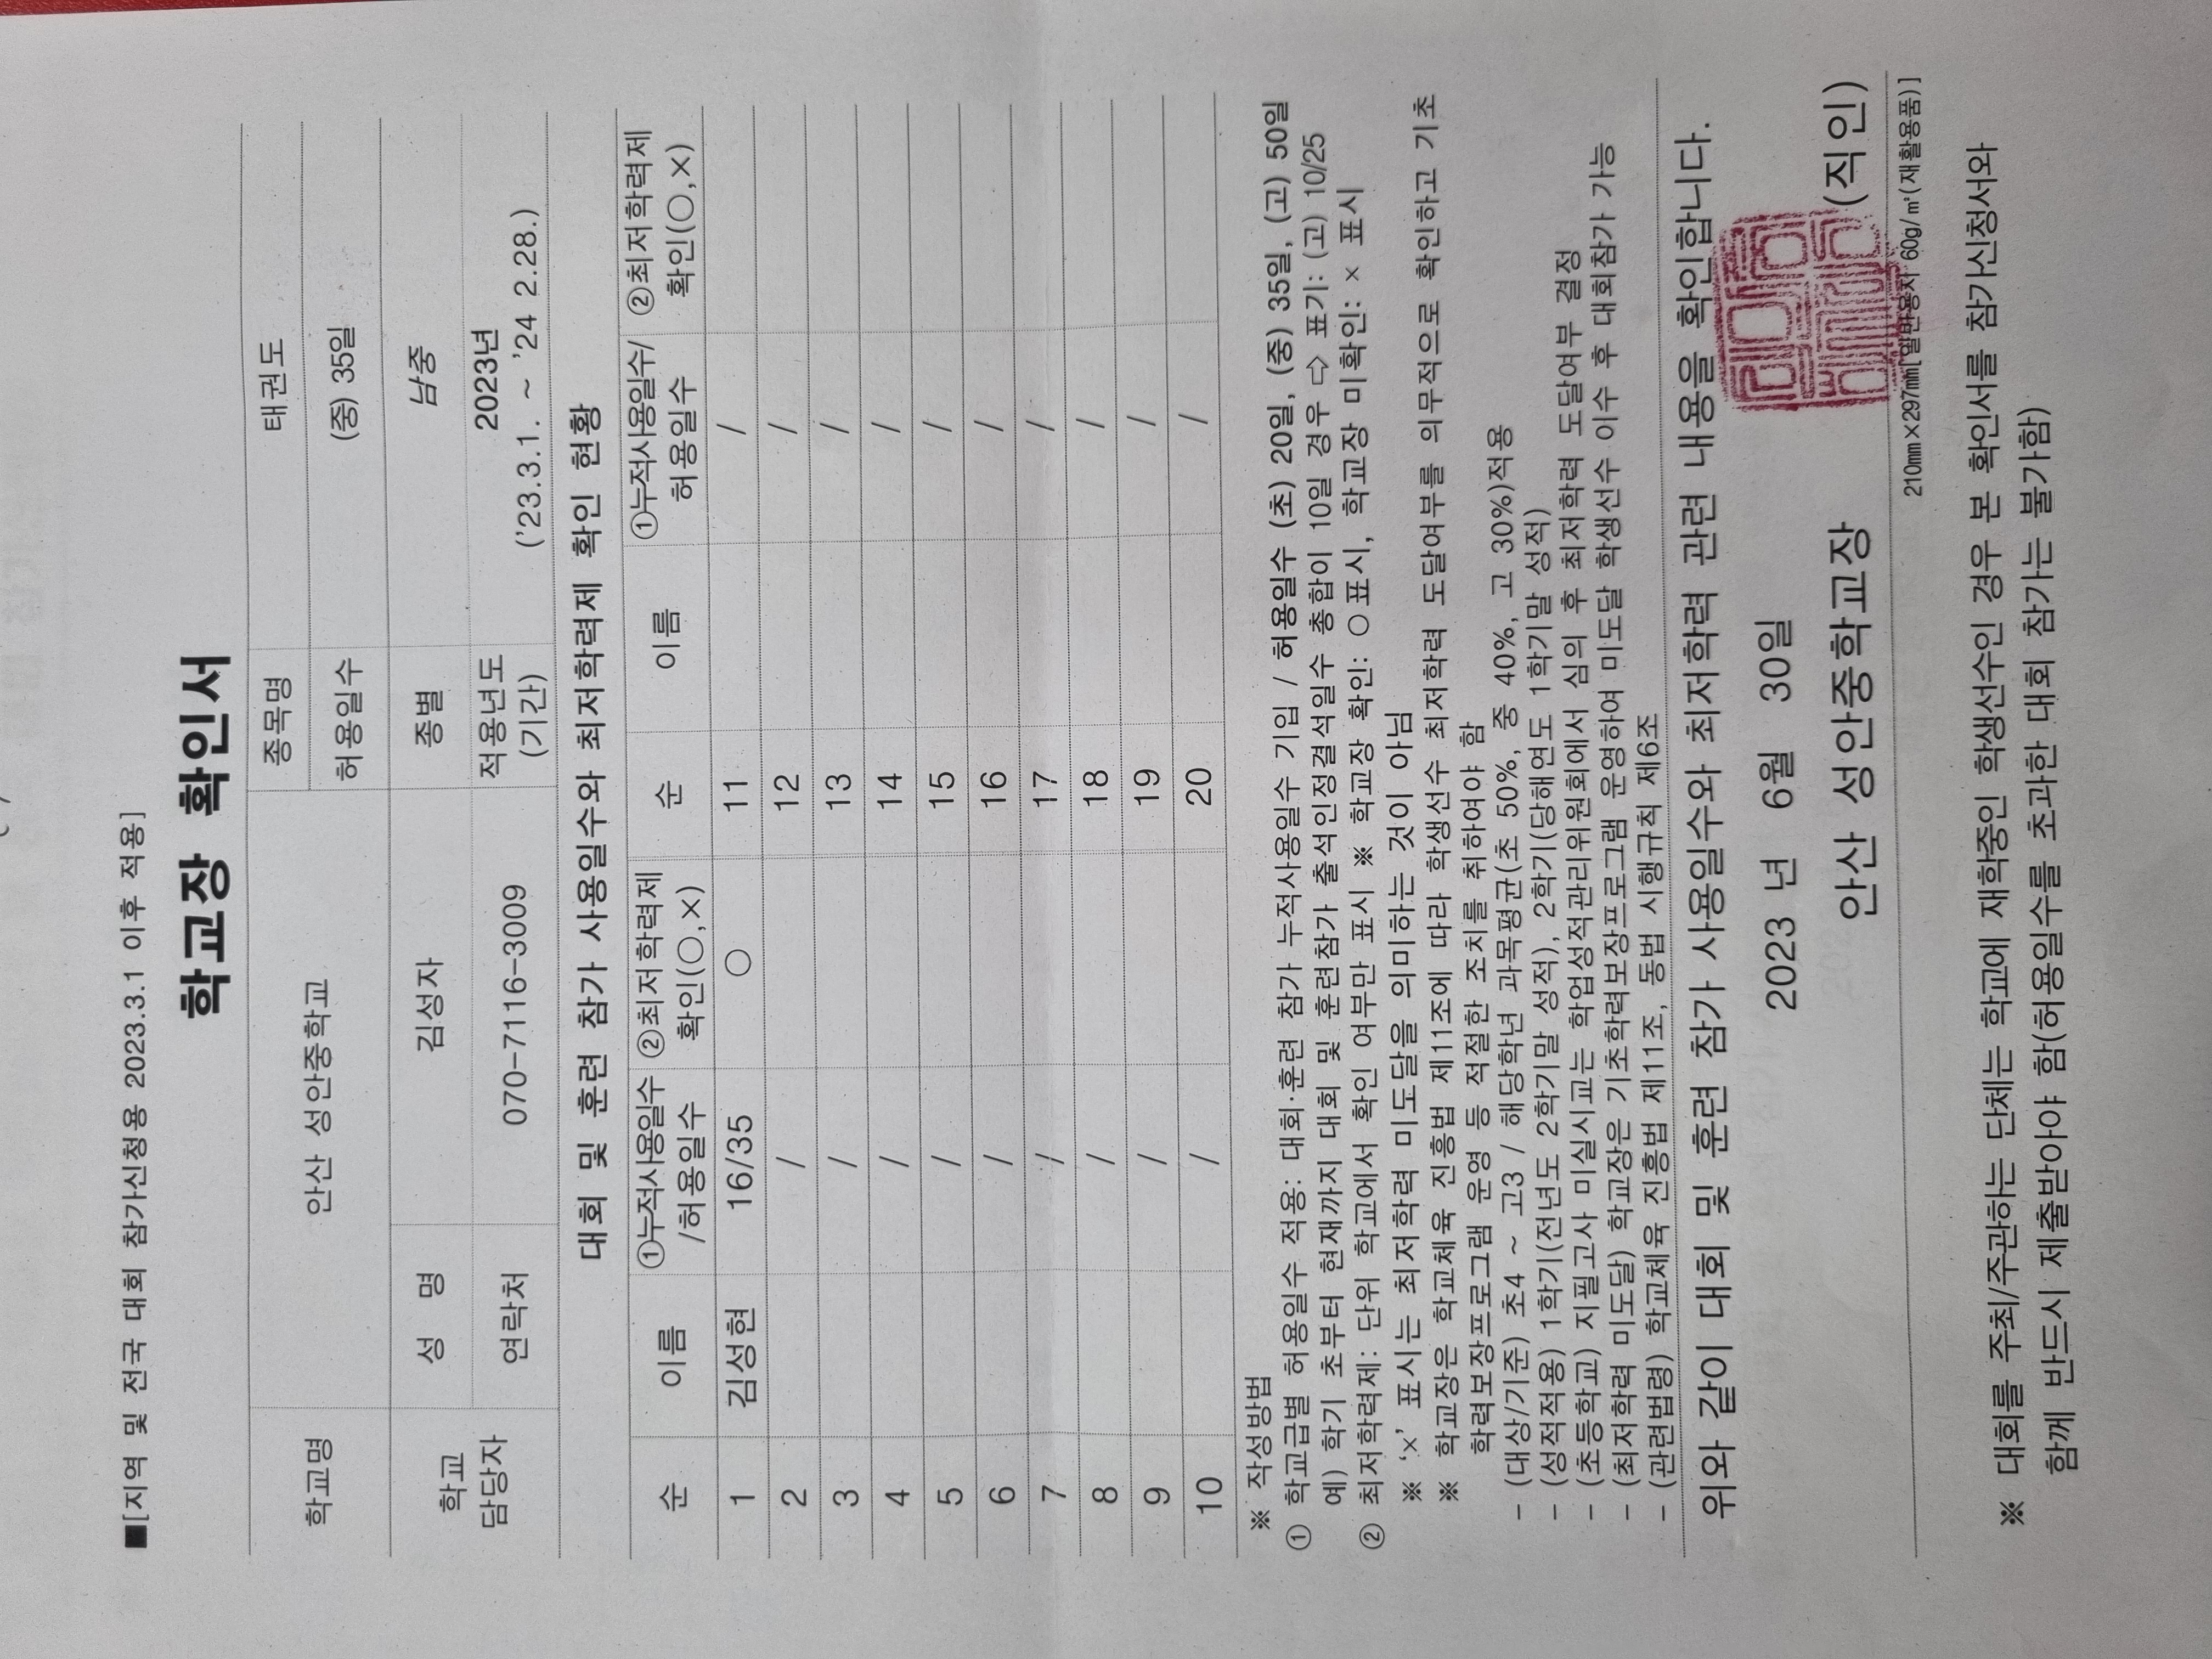 ■[지역 및 전국 대회 참가신청용 2023.3.1 이후 적용]
학교장 확인서
학교명
안산 성안중학교
종목명
태권도
허용일수
(중) 35일
학교
담당자
성 명
김성자
종별
남중
연락처
070-7116-3009
적용년도
(기간)
2023년
('23.3.1. ~ '24 2.28.)
대회 및 훈련 참가 사용일수와 최저학력제 확인 현황
순
이름
①누적사용일수
/허용일수
②최저학력제
확인(○,×)
순
이름
①누적사용일수/
허용일수
②최저학력제
확인(○,×)
1 김성현 16/35 ○ 11 /
2 / 12 /
3 / 13 /
4 / 14 /
5 / 15 /
6 / 16 /
7 / 17 /
8 / 18 /
9 / 19 /
10 / 20 /
※ 작성방법
① 학교급별 허용일수 적용: 대회·훈련 참가 누적사용일수 기입 / 허용일수 (초) 20일, (중) 35일, (고) 50일
예) 학기 초부터 현재까지 대회 및 훈련참가 출석인정결석일수 총합이 10일 경우 ⇨ 표기: (고) 10/25
② 최저학력제: 단위 학교에서 확인 여부만 표시 ※ 학교장 확인: ○표시, 학교장 미확인: × 표시
※ '×' 표시는 최저학력 미도달을 의미하는 것이 아님
※ 학교장은 학교체육 진흥법 제11조에 따라 학생선수 최저학력 도달여부를 의무적으로 확인하고 기초
학력보장프로그램 운영 등 적절한 조치를 취하여야 함
- (대상/기준) 초4 ~ 고3 / 해당학년 과목평균(초 50%, 중 40%, 고 30%)적용
- (성적적용) 1학기(전년도 2학기말 성적), 2학기(당해연도 1학기말 성적)
- (초등학교) 지필고사 미실시교는 학업성적관리위원회에서 심의 후 최저학력 도달여부 결정
- (최저학력 미도달) 학교장은 기초학력보장프로그램 운영하여 미도달 학생선수 이수 후 대회참가 가능
- (관련법령) 학교체육 진흥법 제11조, 동법 시행규칙 제6조
위와 같이 대회 및 훈련 참가 사용일수와 최저학력 관련 내용을 확인합니다.
2023 년 6월 30일
안산 성안중학교장 (직인)
210㎜×297㎜[일반용지 60g/㎡(재활용품)]
※ 대회를 주최/주관하는 단체는 학교에 재학중인 학생선수인 경우 본 확인서를 참가신청서와
함께 반드시 제출받아야 함(허용일수를 초과한 대회 참가는 불가함)